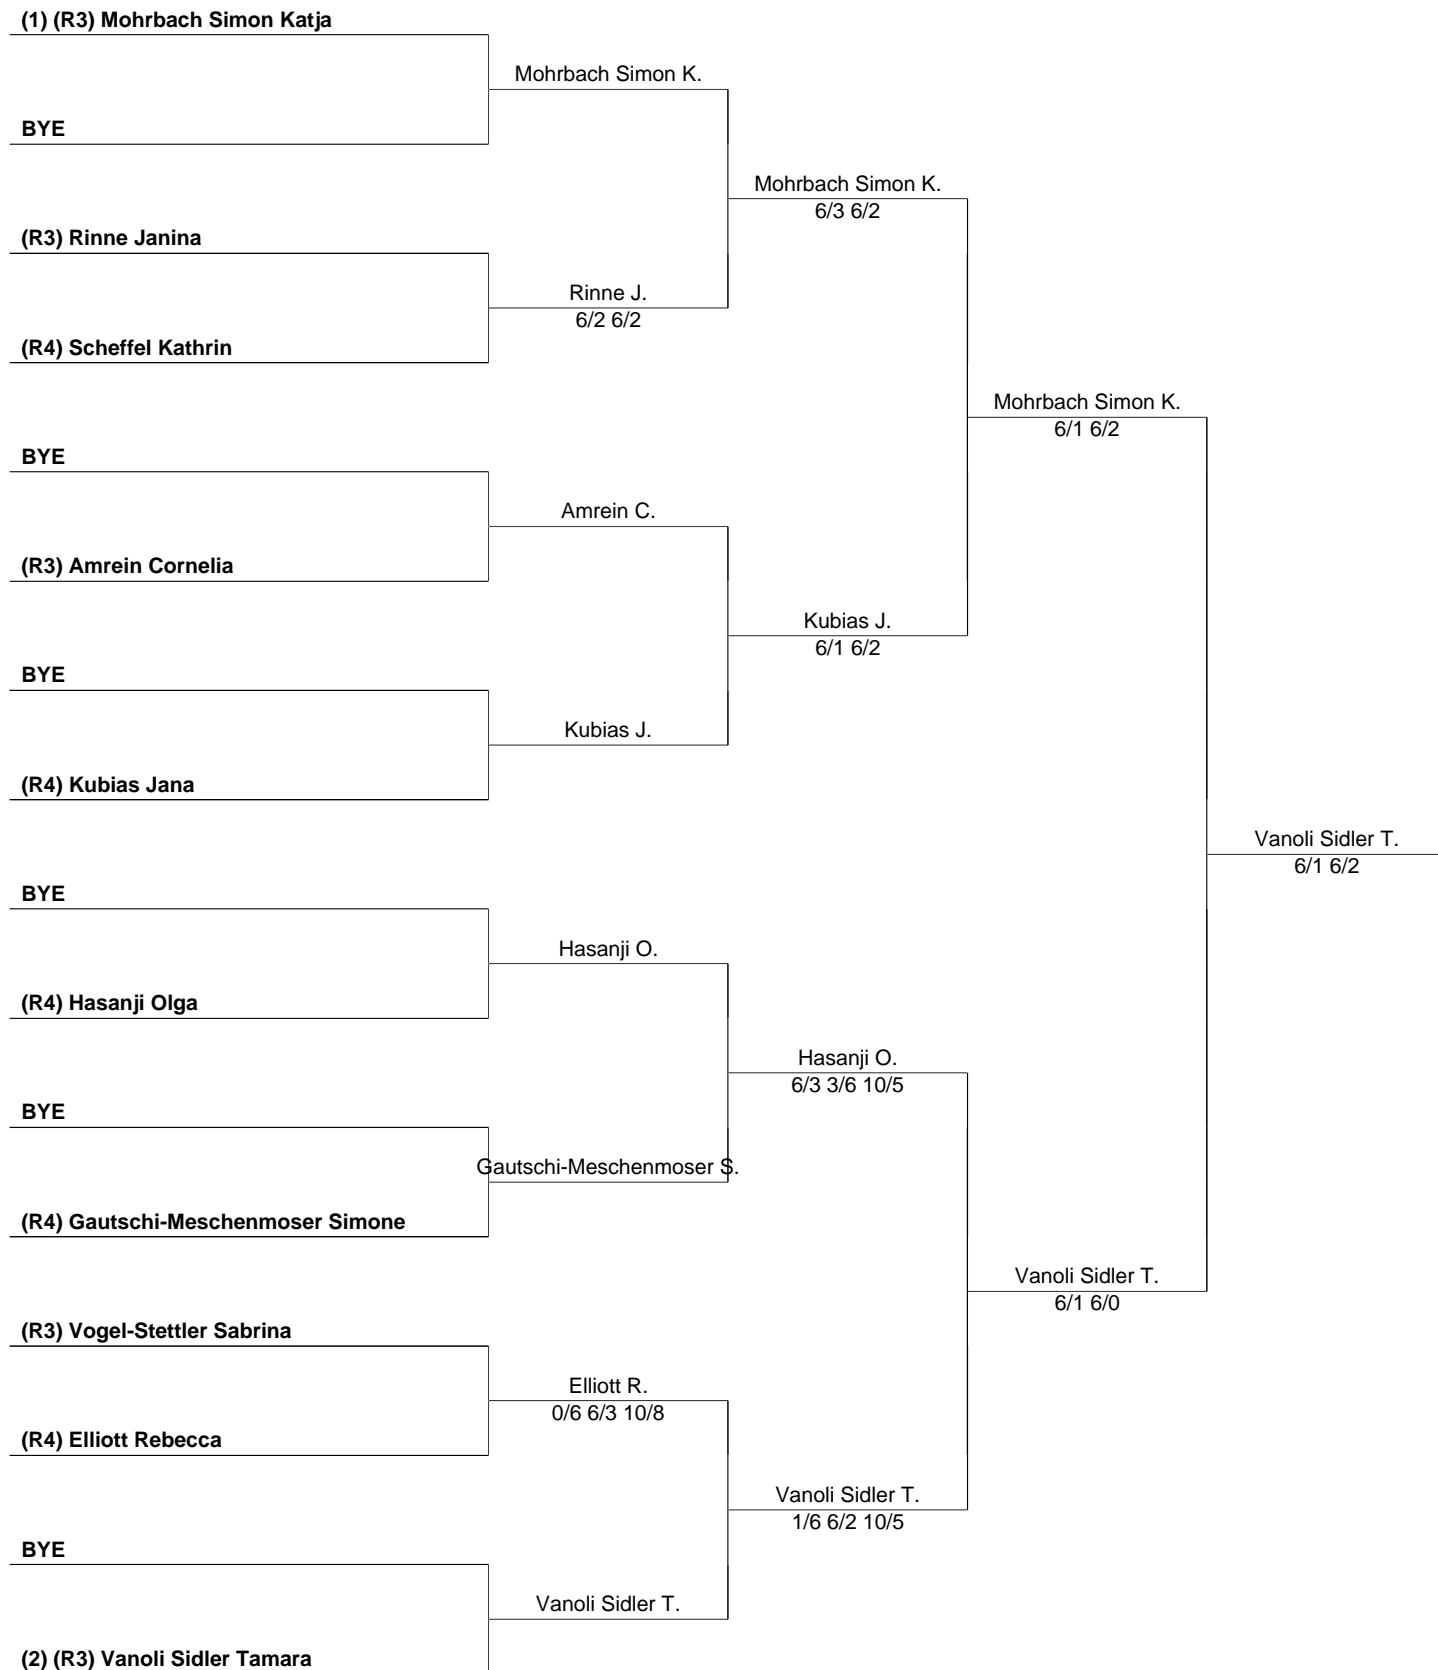 (1) (R3) Mohrbach Simon Katja
Mohrbach Simon K.
BYE
Mohrbach Simon K.
6/3 6/2
(R3) Rinne Janina
Rinne J.
6/2 6/2
(R4) Scheffel Kathrin
Mohrbach Simon K.
6/1 6/2
BYE
Amrein C.
(R3) Amrein Cornelia
Kubias J.
6/1 6/2
BYE
Kubias J.
(R4) Kubias Jana
Vanoli Sidler T.
6/1 6/2
BYE
Hasanji O.
(R4) Hasanji Olga
Hasanji O.
6/3 3/6 10/5
BYE
Gautschi-Meschenmoser S.
(R4) Gautschi-Meschenmoser Simone
Vanoli Sidler T.
6/1 6/0
(R3) Vogel-Stettler Sabrina
Elliott R.
0/6 6/3 10/8
(R4) Elliott Rebecca
Vanoli Sidler T.
1/6 6/2 10/5
BYE
Vanoli Sidler T.
(2) (R3) Vanoli Sidler Tamara